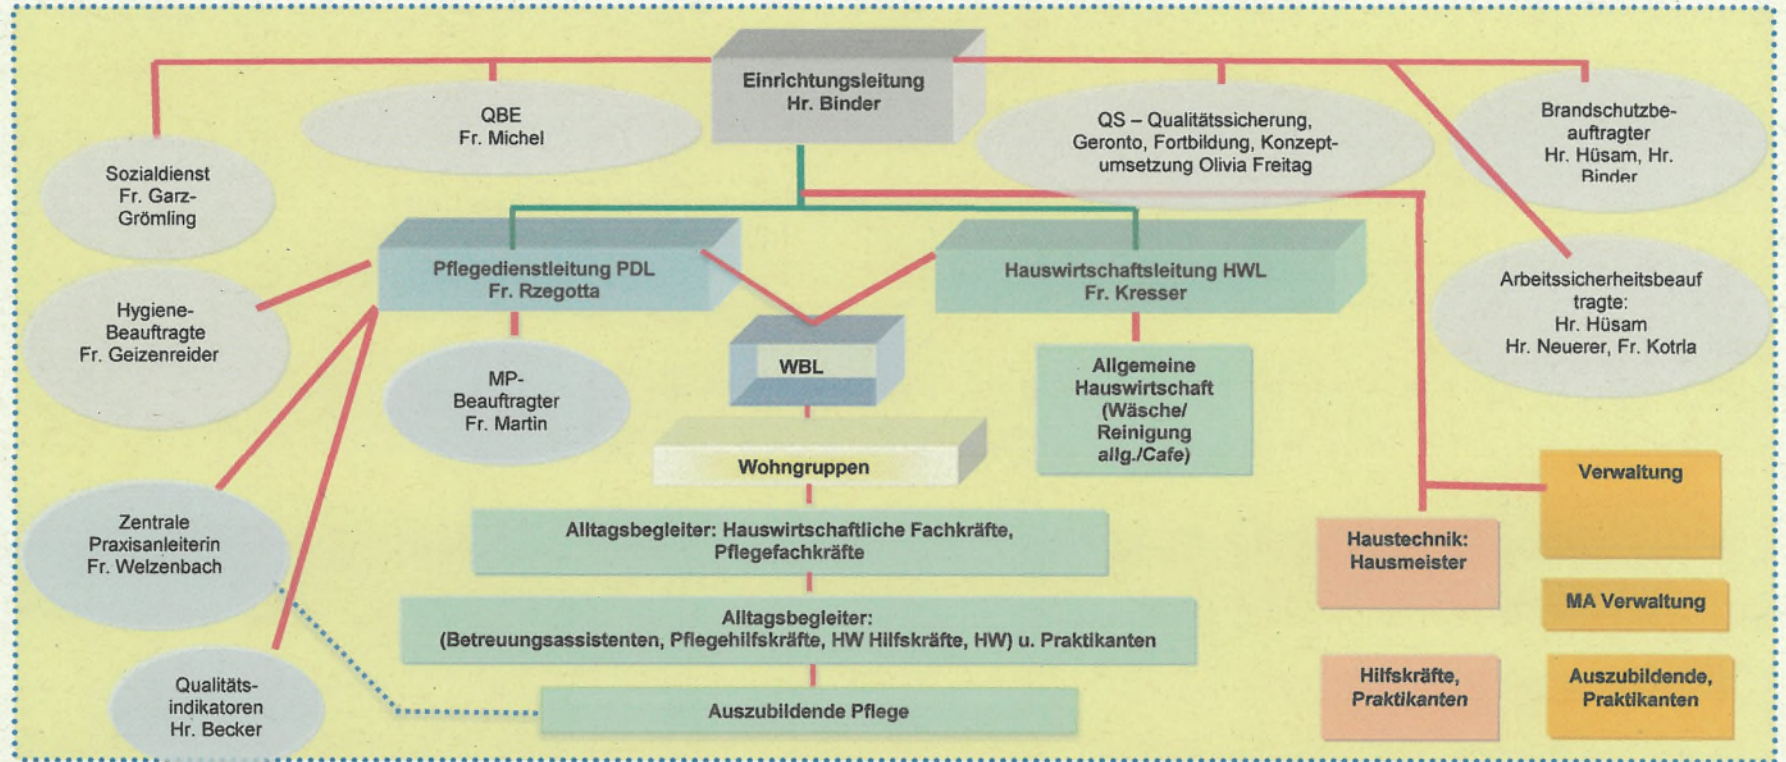 Einrichtungsleitung
Hr. Binder
QBE
Fr. Michel
QS – Qualitätssicherung,
Geronto, Fortbildung, Konzept-
umsetzung Olivia Freitag
Brandschutzbe-
auftragter
Hr. Hüsam, Hr.
Binder
Sozialdienst
Fr. Garz-
Grömling
Pflegedienstleitung PDL
Fr. Rzegotta
Hauswirtschaftsleitung HWL
Fr. Kresser
Arbeitssicherheitsbeauf
tragte:
Hr. Hüsam
Hr. Neuerer, Fr. Kotrla
Hygiene-
Beauftragte
Fr. Geizenreider
MP-
Beauftragter
Fr. Martin
WBL
Allgemeine
Hauswirtschaft
(Wäsche/
Reinigung
allg./Cafe)
Wohngruppen
Verwaltung
Zentrale
Praxisanleiterin
Fr. Welzenbach
Alltagsbegleiter: Hauswirtschaftliche Fachkräfte,
Pflegefachkräfte
Haustechnik:
Hausmeister
MA Verwaltung
Alltagsbegleiter:
(Betreuungsassistenten, Pflegehilfskräfte, HW Hilfskräfte, HW) u. Praktikanten
Qualitäts-
indikatoren
Hr. Becker
Auszubildende Pflege
Hilfskräfte,
Praktikanten
Auszubildende,
Praktikanten